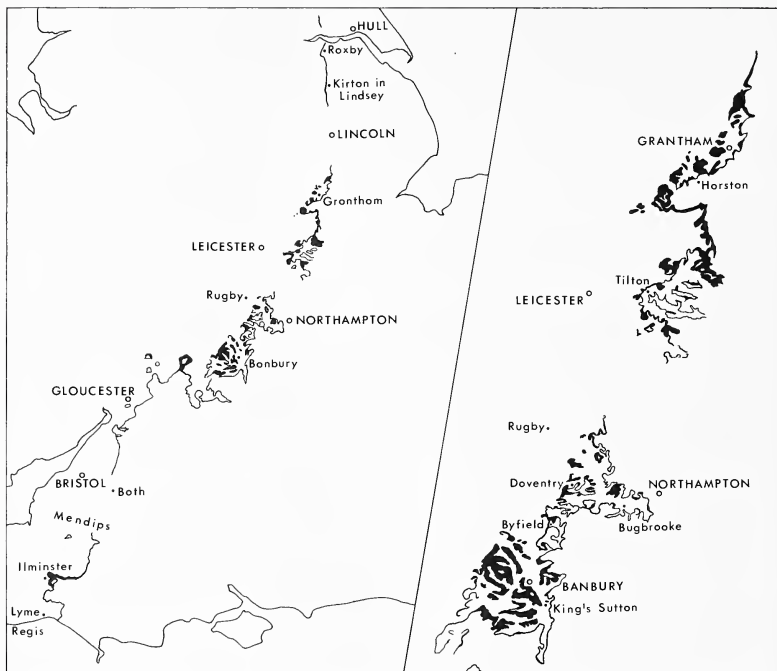 HULL
Roxby
Kirton in
Lindsey
LINCOLN
Gronthom
LEICESTER
Rugby
NORTHAMPTON
Bonbury
GLOUCESTER
BRISTOL
Both
Mendips
Ilminster
Lyme
Regis
GRANTHAM
Horston
Tilton
LEICESTER
Rugby
Doventry
NORTHAMPTON
Byfield
Bugbrooke
BANBURY
King's Sutton